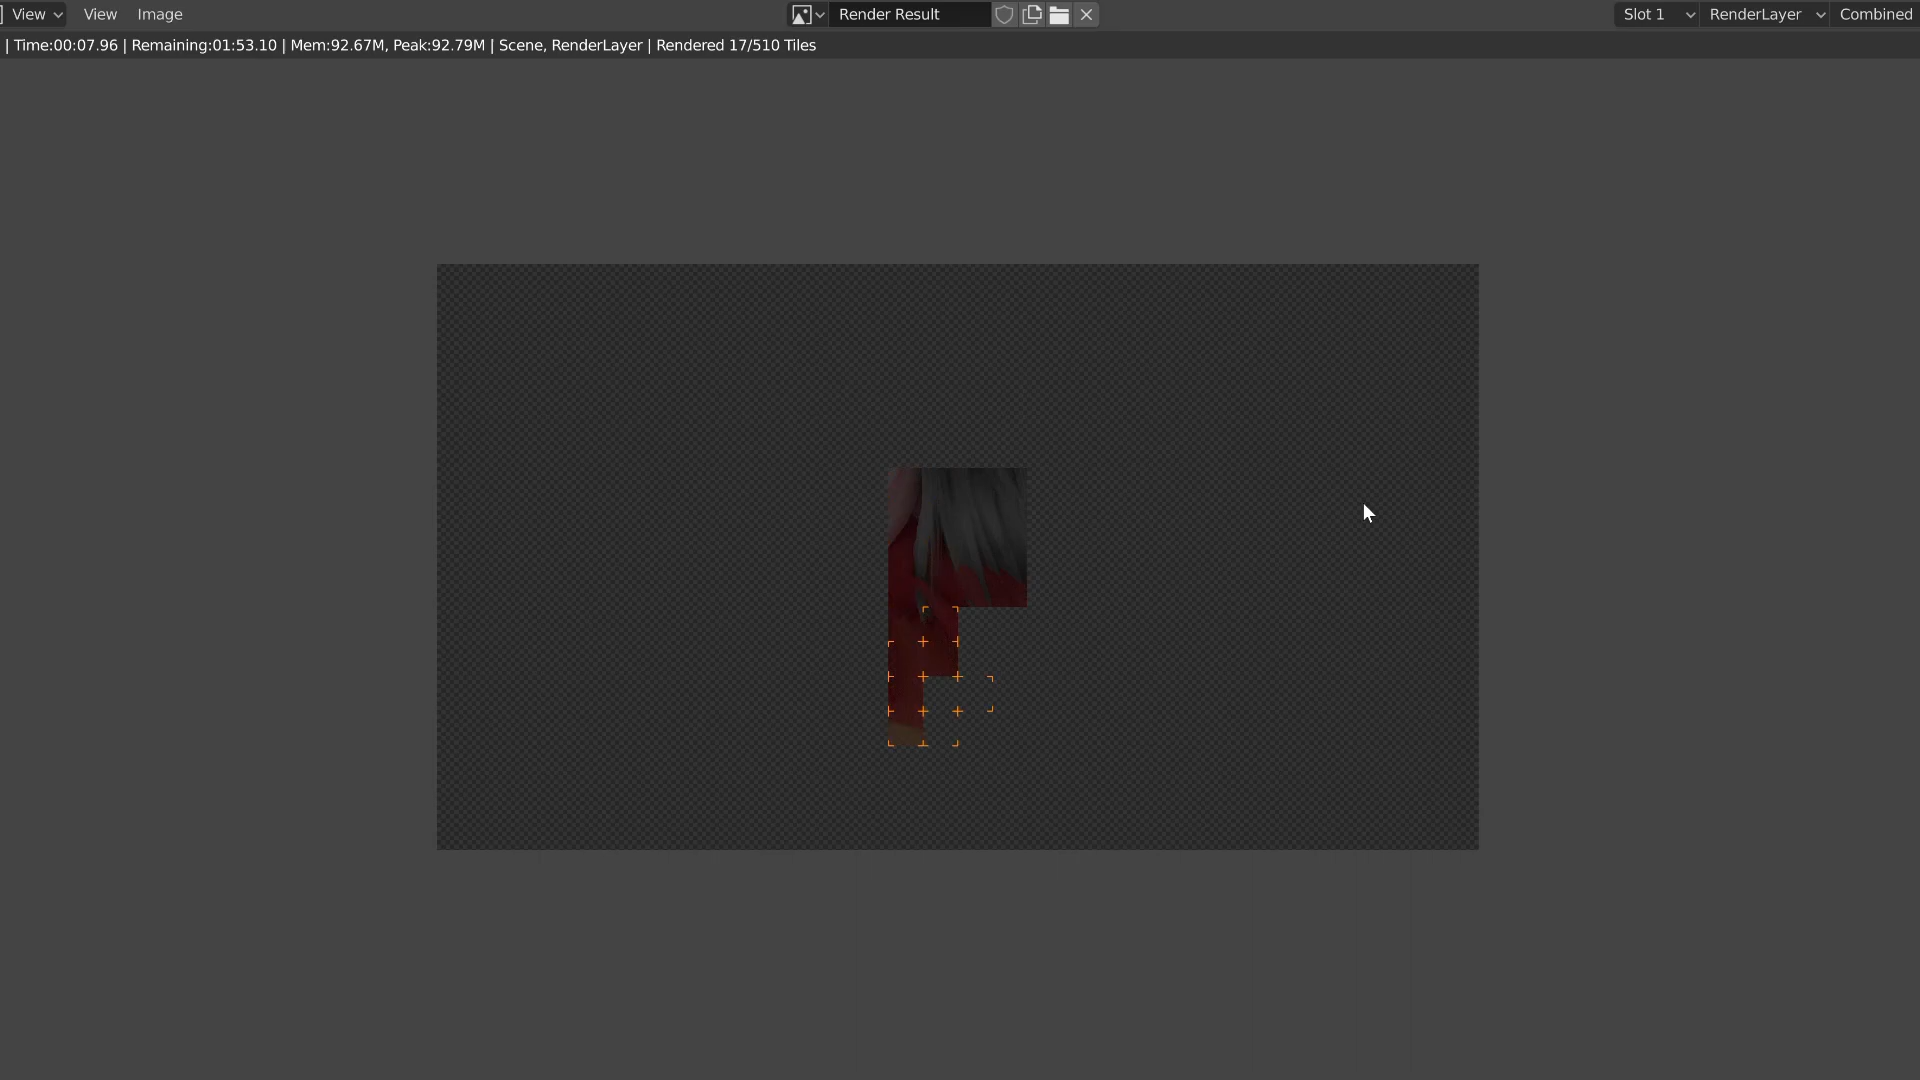 View View Image Render Result Slot 1 RenderLayer Combined
| Time:00:07.96 | Remaining:01:53.10 | Mem:92.67M, Peak:92.79M | Scene, RenderLayer | Rendered 17/510 Tiles